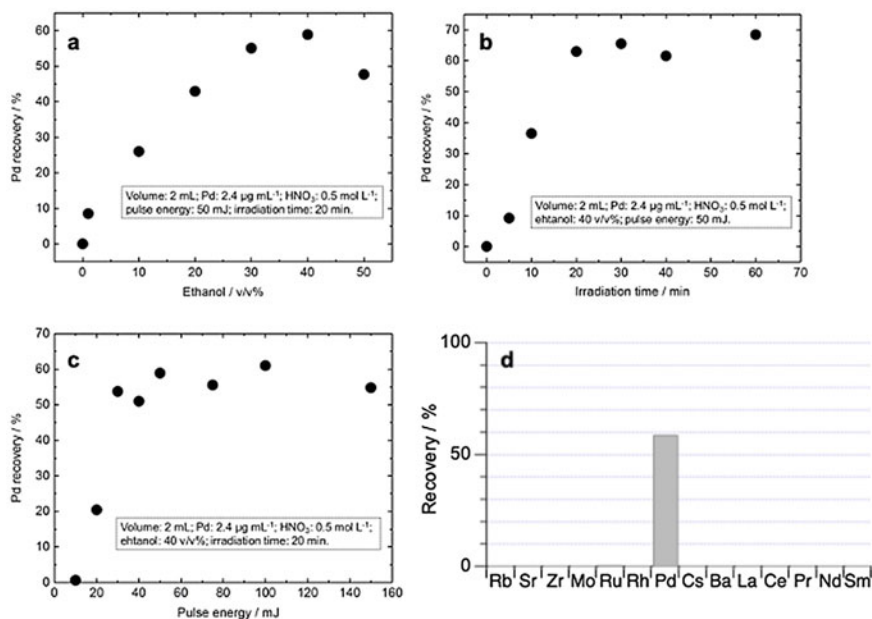 a
60
50
40
30
20
10
0
Pd recovery / %
Volume: 2 mL; Pd: 2.4 µg mL⁻¹; HNO₃: 0.5 mol L⁻¹;
pulse energy: 50 mJ; irradiation time: 20 min.
0 10 20 30 40 50
Ethanol / v/v%
b
70
60
50
40
30
20
10
0
Pd recovery / %
Volume: 2 mL; Pd: 2.4 µg mL⁻¹; HNO₃: 0.5 mol L⁻¹;
ehtanol: 40 v/v%; pulse energy: 50 mJ.
0 10 20 30 40 50 60 70
Irradiation time / min
c
70
60
50
40
30
20
10
0
Pd recovery / %
Volume: 2 mL; Pd: 2.4 µg mL⁻¹; HNO₃: 0.5 mol L⁻¹;
ehtanol: 40 v/v%; irradiation time: 20 min.
0 20 40 60 80 100 120 140 160
Pulse energy / mJ
d
100
50
0
Recovery / %
Rb Sr Zr Mo Ru Rh Pd Cs Ba La Ce Pr Nd Sm